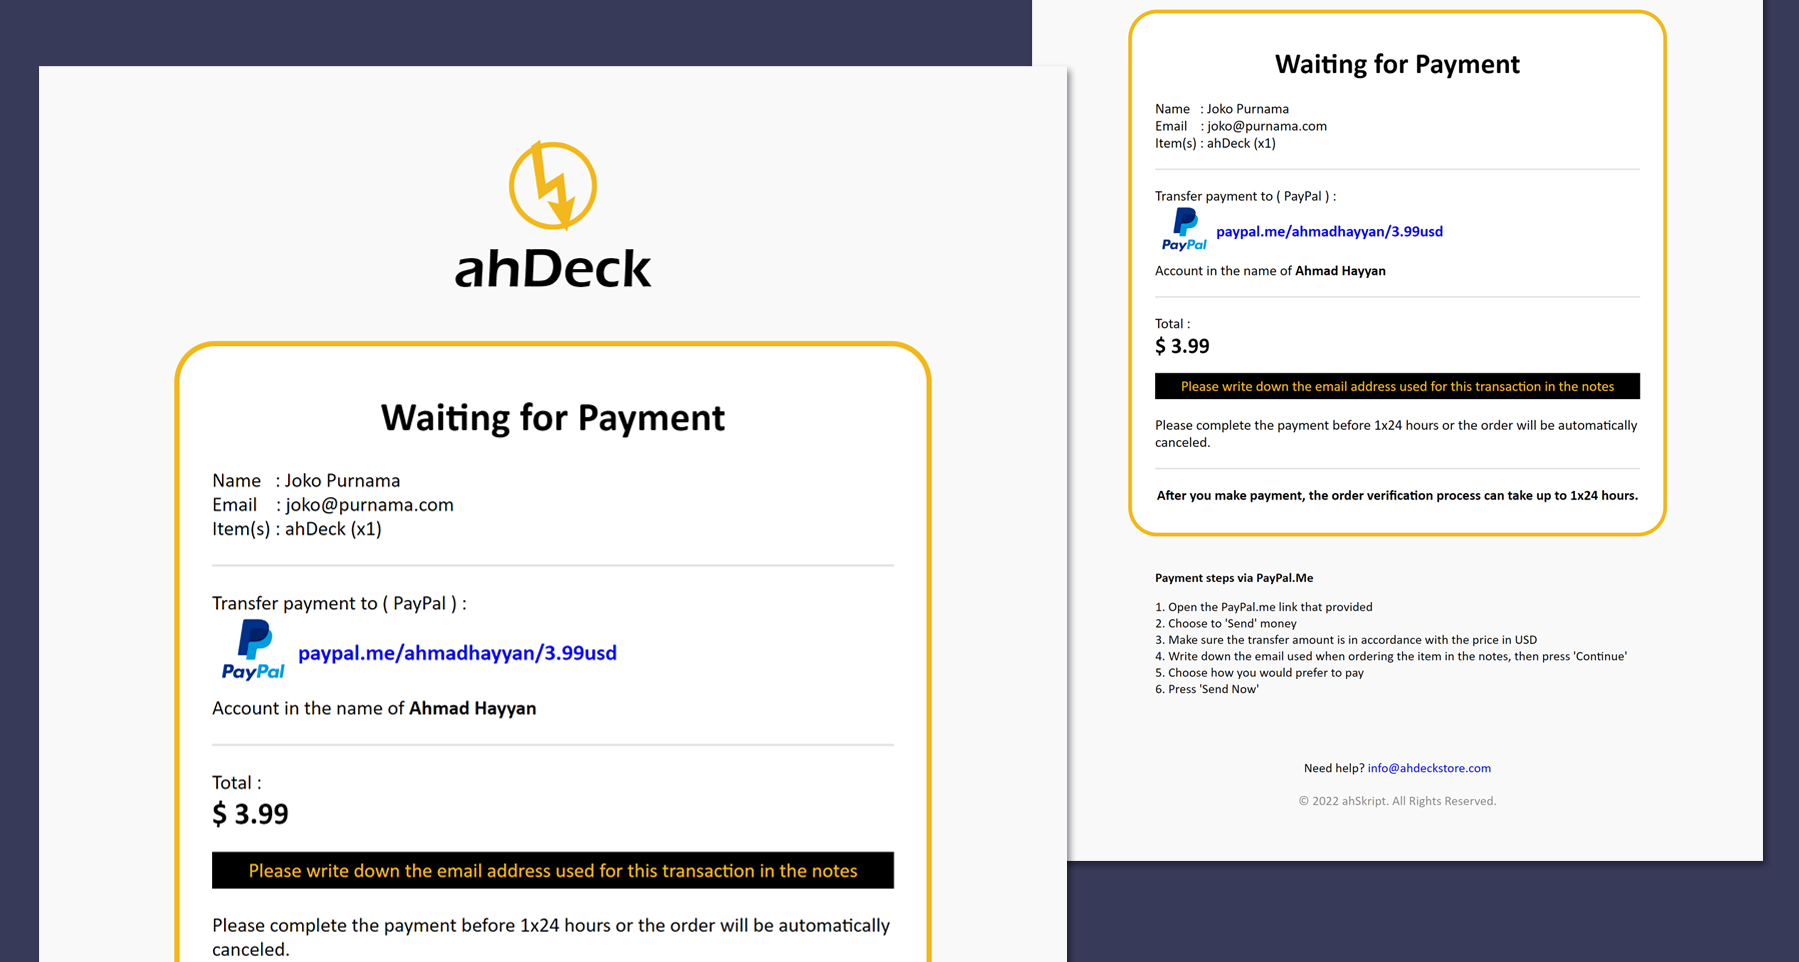 ahDeck
Waiting for Payment
Name : Joko Purnama
Email : joko@purnama.com
Item(s) : ahDeck (x1)
Transfer payment to ( PayPal ) :
PayPal
paypal.me/ahmadhayyan/3.99usd
Account in the name of Ahmad Hayyan
Total :
$ 3.99
Please write down the email address used for this transaction in the notes
Please complete the payment before 1x24 hours or the order will be automatically
canceled.
Waiting for Payment
Name : Joko Purnama
Email : joko@purnama.com
Item(s) : ahDeck (x1)
Transfer payment to ( PayPal ) :
PayPal
paypal.me/ahmadhayyan/3.99usd
Account in the name of Ahmad Hayyan
Total :
$ 3.99
Please write down the email address used for this transaction in the notes
Please complete the payment before 1x24 hours or the order will be automatically
canceled.
After you make payment, the order verification process can take up to 1x24 hours.
Payment steps via PayPal.Me
1. Open the PayPal.me link that provided
2. Choose to 'Send' money
3. Make sure the transfer amount is in accordance with the price in USD
4. Write down the email used when ordering the item in the notes, then press 'Continue'
5. Choose how you would prefer to pay
6. Press 'Send Now'
Need help? info@ahdeckstore.com
© 2022 ahSkript. All Rights Reserved.